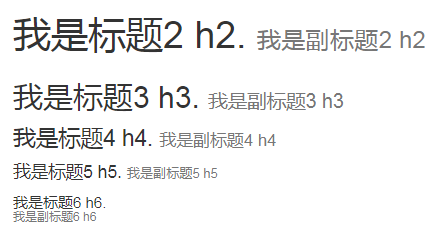 我是标题2 h2. 我是副标题2 h2
我是标题3 h3. 我是副标题3 h3
我是标题4 h4. 我是副标题4 h4
我是标题5 h5. 我是副标题5 h5
我是标题6 h6.
我是副标题6 h6